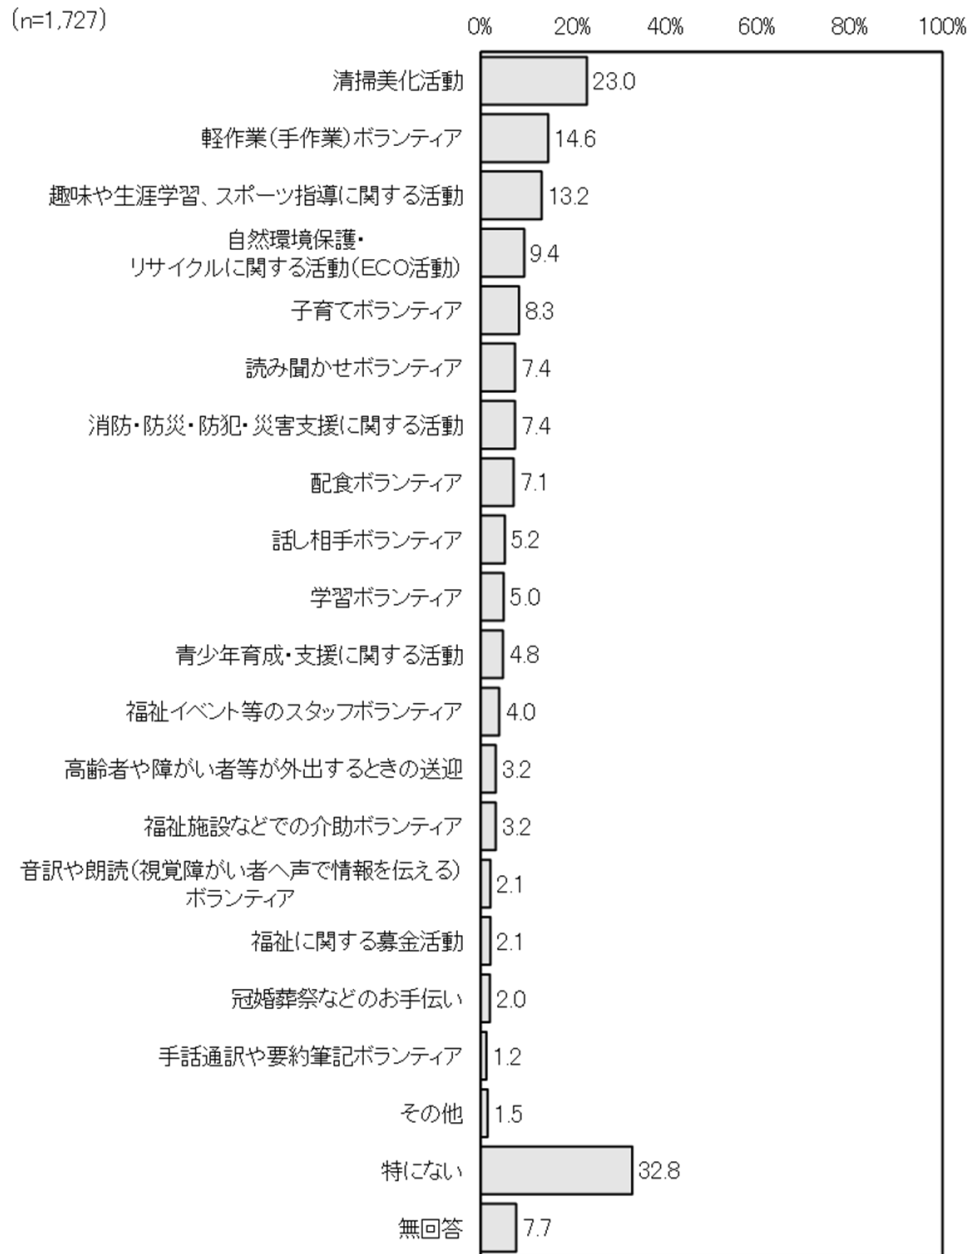 (n=1,727)
0% 20% 40% 60% 80% 100%
清掃美化活動 23.0
軽作業(手作業)ボランティア 14.6
趣味や生涯学習、スポーツ指導に関する活動 13.2
自然環境保護・
リサイクルに関する活動(ECO活動) 9.4
子育てボランティア 8.3
読み聞かせボランティア 7.4
消防・防災・防犯・災害支援に関する活動 7.4
配食ボランティア 7.1
話し相手ボランティア 5.2
学習ボランティア 5.0
青少年育成・支援に関する活動 4.8
福祉イベント等のスタッフボランティア 4.0
高齢者や障がい者等が外出するときの送迎 3.2
福祉施設などでの介助ボランティア 3.2
音訳や朗読(視覚障がい者へ声で情報を伝える)
ボランティア 2.1
福祉に関する募金活動 2.1
冠婚葬祭などのお手伝い 2.0
手話通訳や要約筆記ボランティア 1.2
その他 1.5
特にない 32.8
無回答 7.7